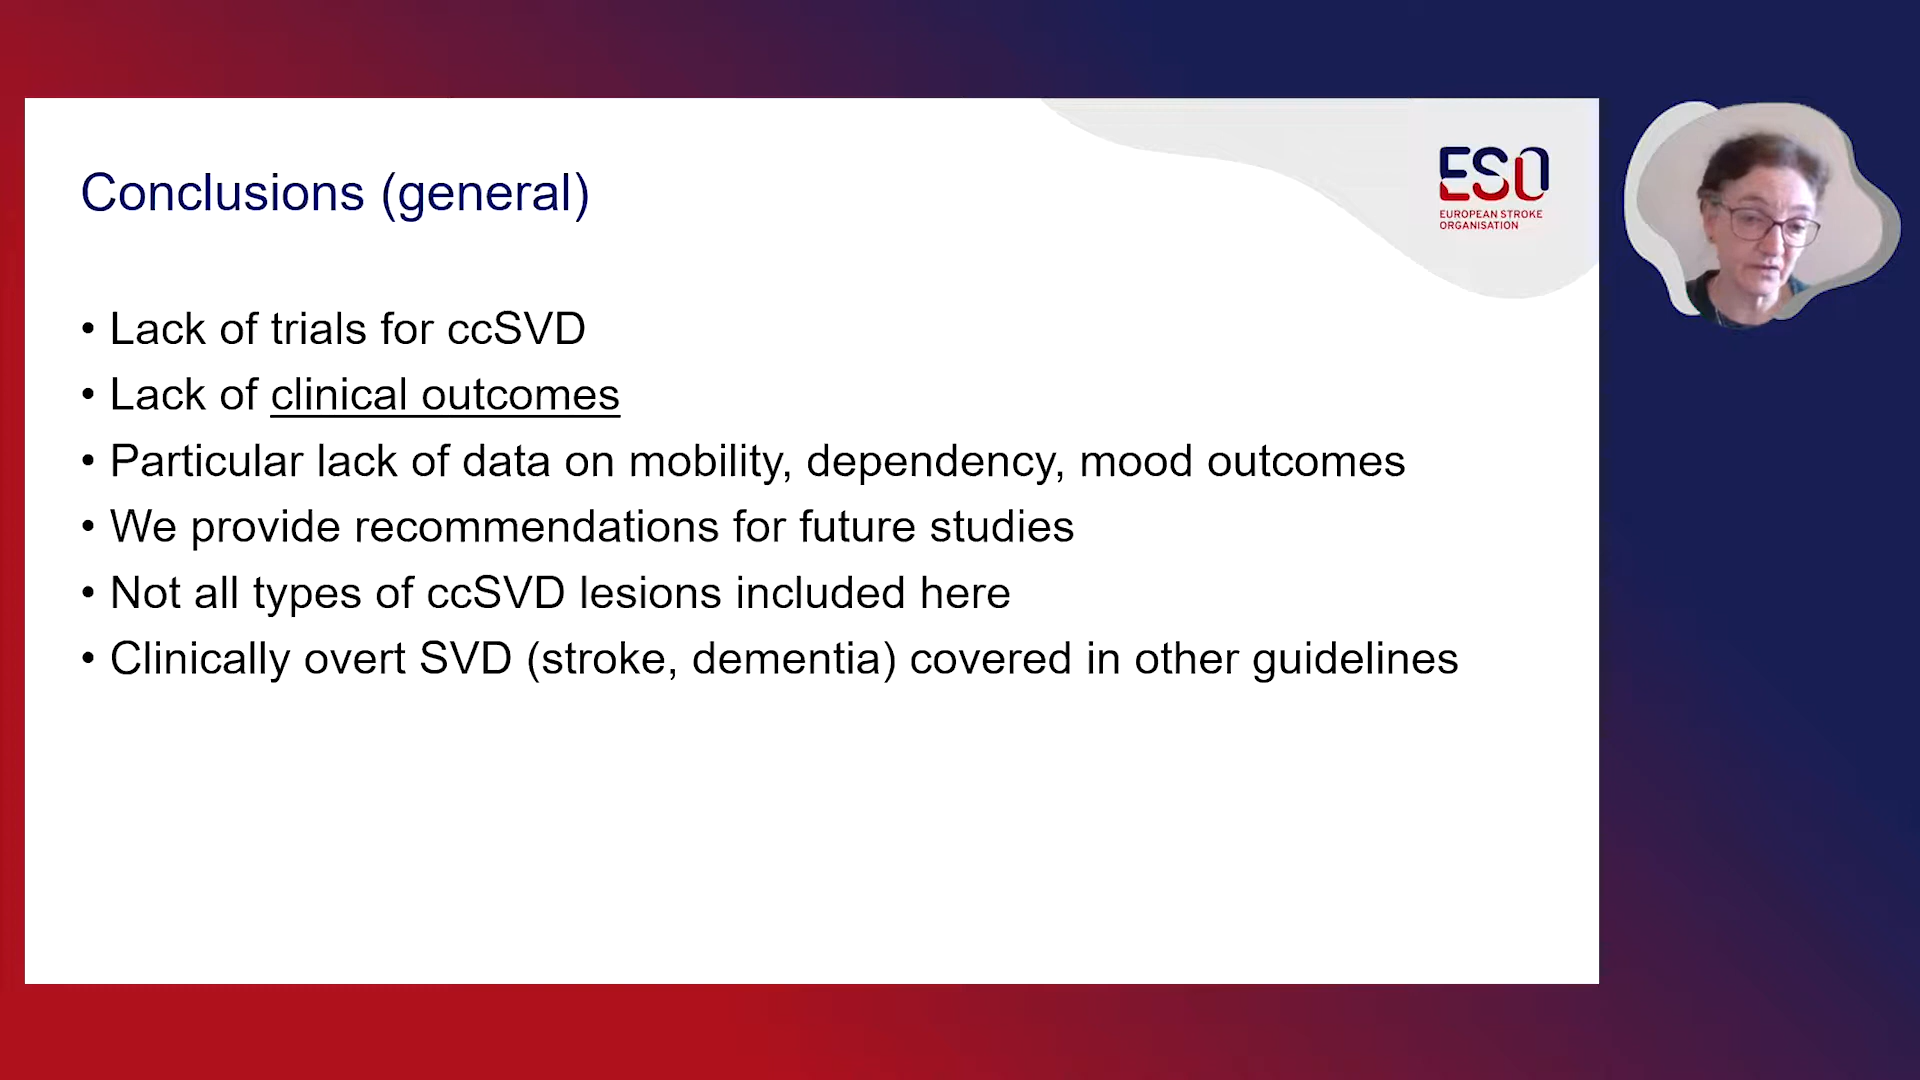 Conclusions (general)
ESO
EUROPEAN STROKE
ORGANISATION
• Lack of trials for ccSVD
• Lack of clinical outcomes
• Particular lack of data on mobility, dependency, mood outcomes
• We provide recommendations for future studies
• Not all types of ccSVD lesions included here
• Clinically overt SVD (stroke, dementia) covered in other guidelines